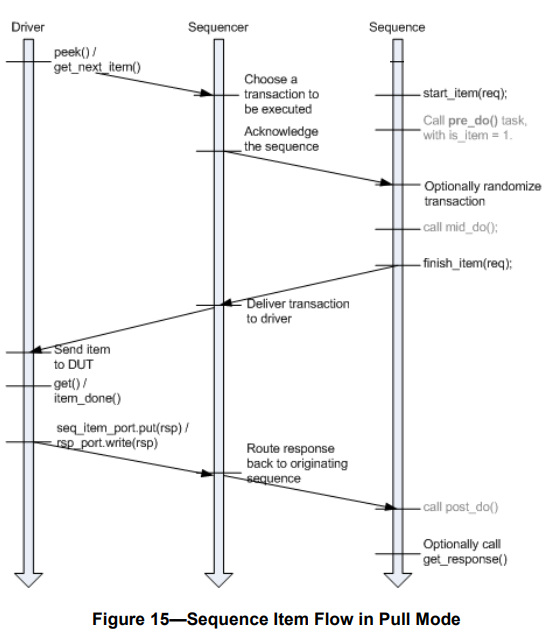 Driver
Sequencer
Sequence
peek() /
get_next_item()
Choose a
transaction to
be executed
start_item(req);
Call pre_do() task,
with is_item = 1.
Acknowledge
the sequence
Optionally randomize
transaction
call mid_do();
finish_item(req);
Deliver transaction
to driver
Send item
to DUT
get() /
item_done()
seq_item_port.put(rsp) /
rsp_port.write(rsp)
Route response
back to originating
sequence
call post_do()
Optionally call
get_response()
Figure 15—Sequence Item Flow in Pull Mode